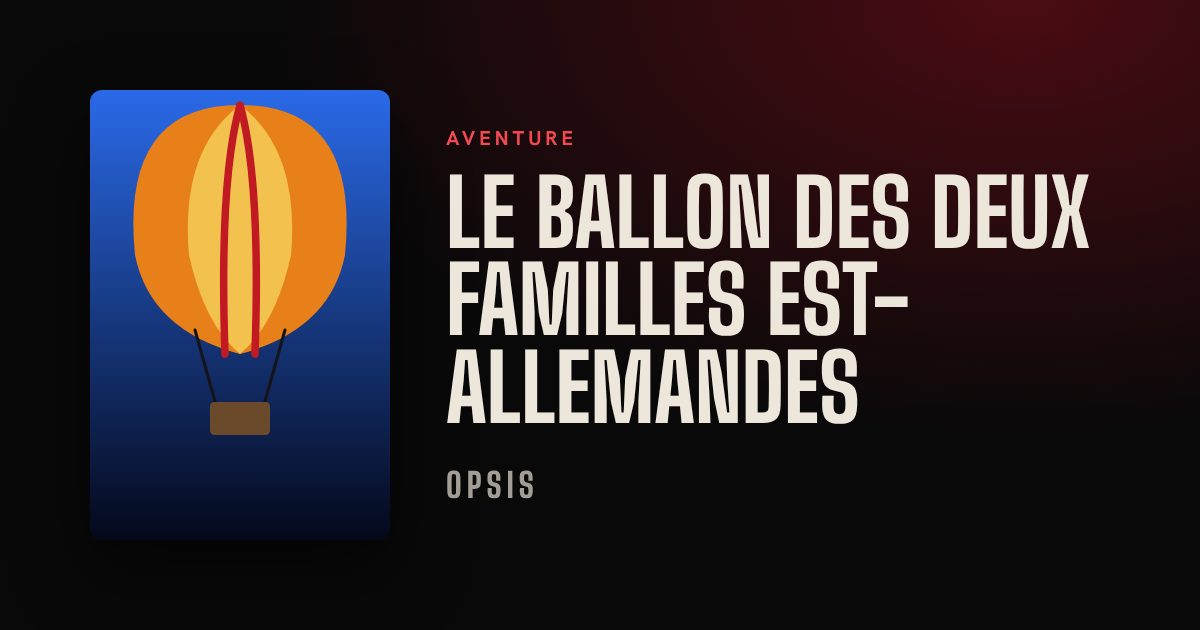 AVENTURE
LE BALLON DES DEUX
FAMILLES EST-
ALLEMANDES
OPSIS